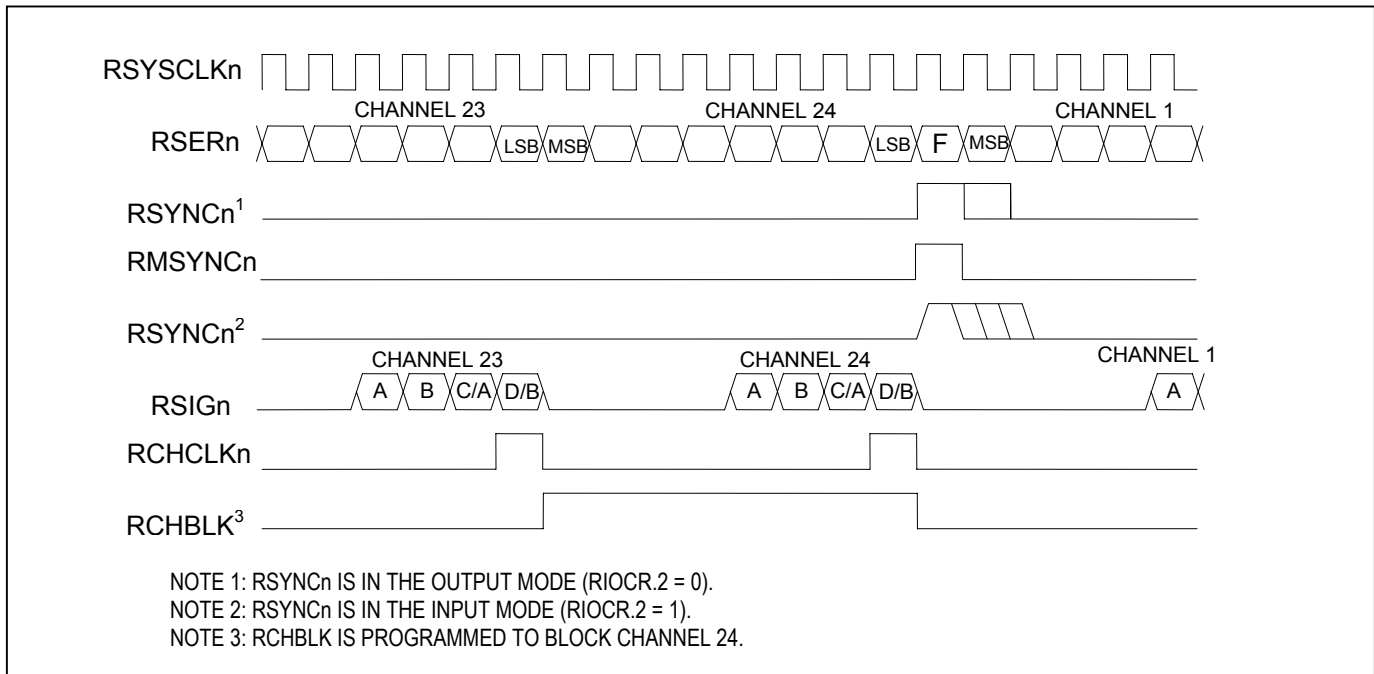 RSYSCLKn
CHANNEL 23 CHANNEL 24 CHANNEL 1
RSERn LSB MSB LSB F MSB
RSYNCn¹
RMSYNCn
RSYNCn²
CHANNEL 23 CHANNEL 24 CHANNEL 1
RSIGn A B C/A D/B A B C/A D/B A
RCHCLKn
RCHBLK³
NOTE 1: RSYNCn IS IN THE OUTPUT MODE (RIOCR.2 = 0).
NOTE 2: RSYNCn IS IN THE INPUT MODE (RIOCR.2 = 1).
NOTE 3: RCHBLK IS PROGRAMMED TO BLOCK CHANNEL 24.